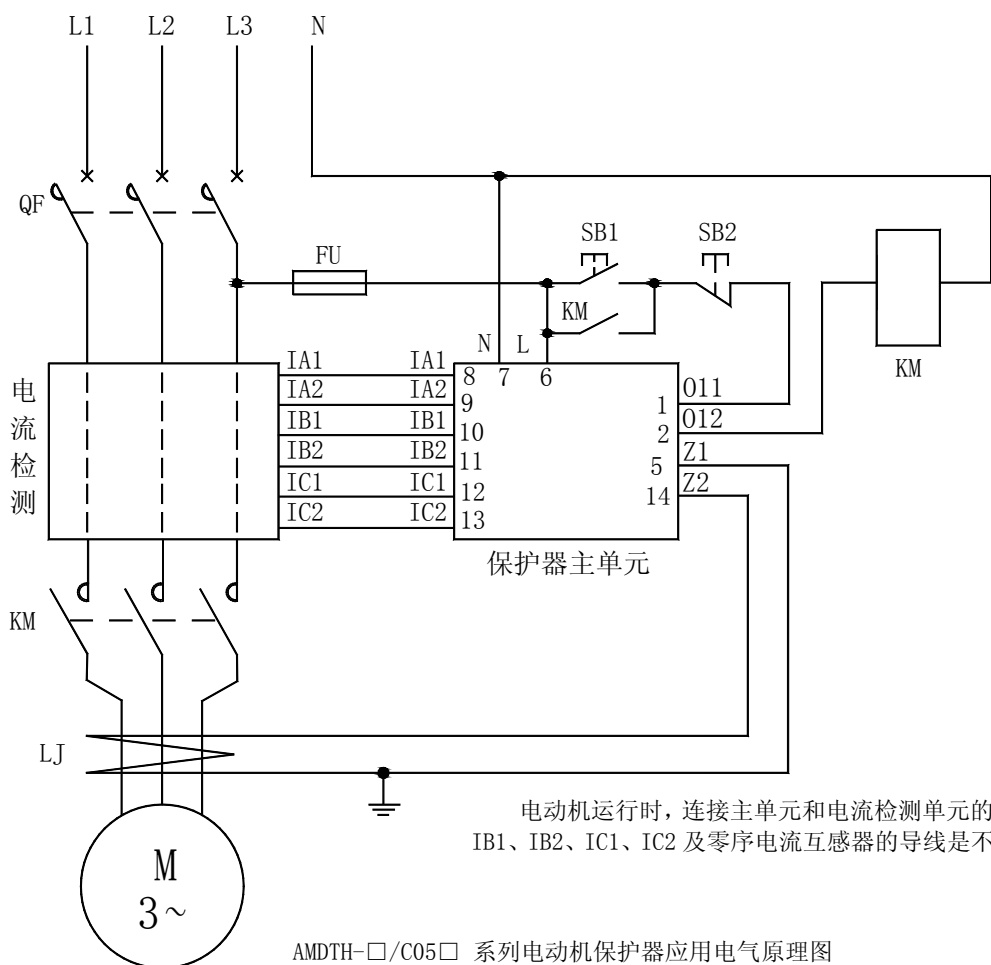 L1 L2 L3 N
QF
FU
SB1 SB2
KM
KM
N L
IA1 IA1 8 7 6
IA2 IA2 9 1 O11
IB1 IB1 10 2 O12
IB2 IB2 11 5 Z1
IC1 IC1 12 14 Z2
IC2 IC2 13
电流检测
保护器主单元
KM
LJ
M
3~
电动机运行时,连接主单元和电流检测单元的
IB1、IB2、IC1、IC2 及零序电流互感器的导线是不
AMDTH-□/C05□ 系列电动机保护器应用电气原理图